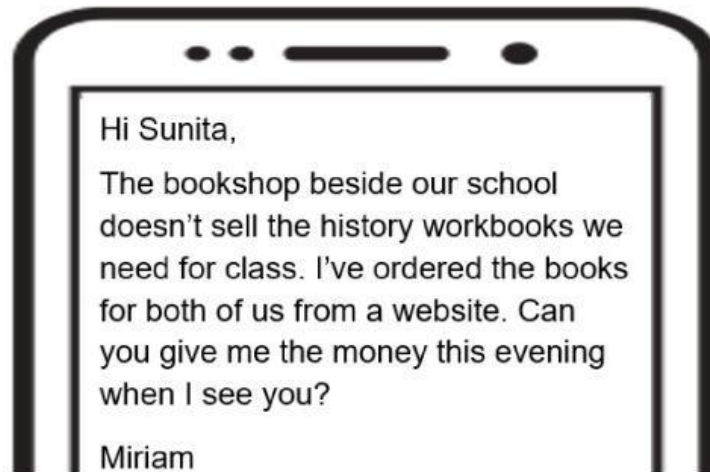 Hi Sunita,
The bookshop beside our school
doesn't sell the history workbooks we
need for class. I've ordered the books
for both of us from a website. Can
you give me the money this evening
when I see you?
Miriam